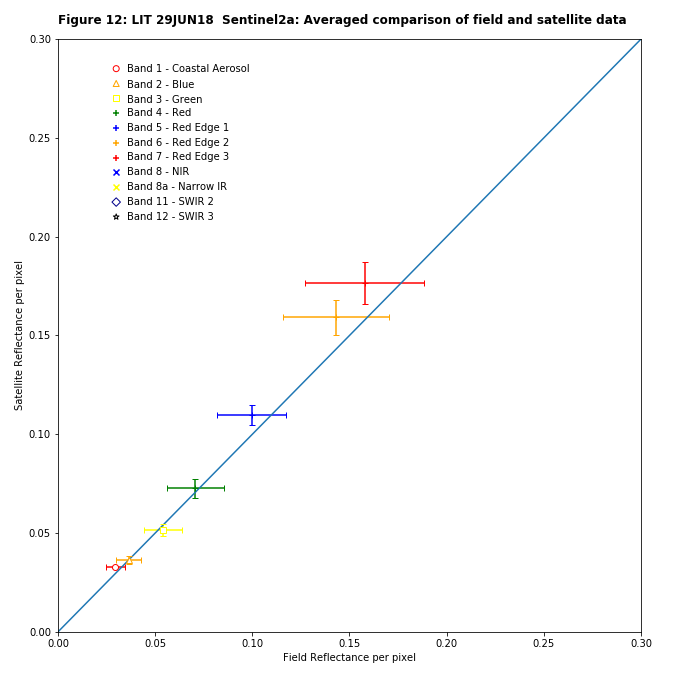 Figure 12: LIT 29JUN18  Sentinel2a: Averaged comparison of field and satellite data
0.30
Band 1 - Coastal Aerosol
Band 2 - Blue
Band 3 - Green
Band 4 - Red
Band 5 - Red Edge 1
Band 6 - Red Edge 2
Band 7 - Red Edge 3
Band 8 - NIR
Band 8a - Narrow IR
Band 11 - SWIR 2
Band 12 - SWIR 3
0.25
0.20
0.15
0.10
0.05
0.00
Satellite Reflectance per pixel
0.00 0.05 0.10 0.15 0.20 0.25 0.30
Field Reflectance per pixel